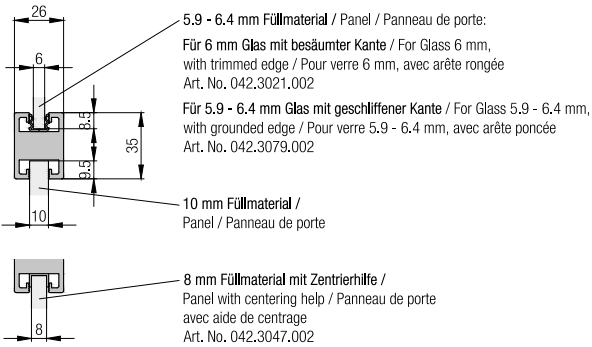 26
5.9 - 6.4 mm Füllmaterial / Panel / Panneau de porte:
Für 6 mm Glas mit besäumter Kante / For Glass 6 mm,
with trimmed edge / Pour verre 6 mm, avec arête rongée
Art. No. 042.3021.002
6
Für 5.9 - 6.4 mm Glas mit geschliffener Kante / For Glass 5.9 - 6.4 mm,
with grounded edge / Pour verre 5.9 - 6.4 mm, avec arête poncée
Art. No. 042.3079.002
8.5
35
9.5
10 mm Füllmaterial /
Panel / Panneau de porte
10
8 mm Füllmaterial mit Zentrierhilfe /
Panel with centering help / Panneau de porte
avec aide de centrage
Art. No. 042.3047.002
8